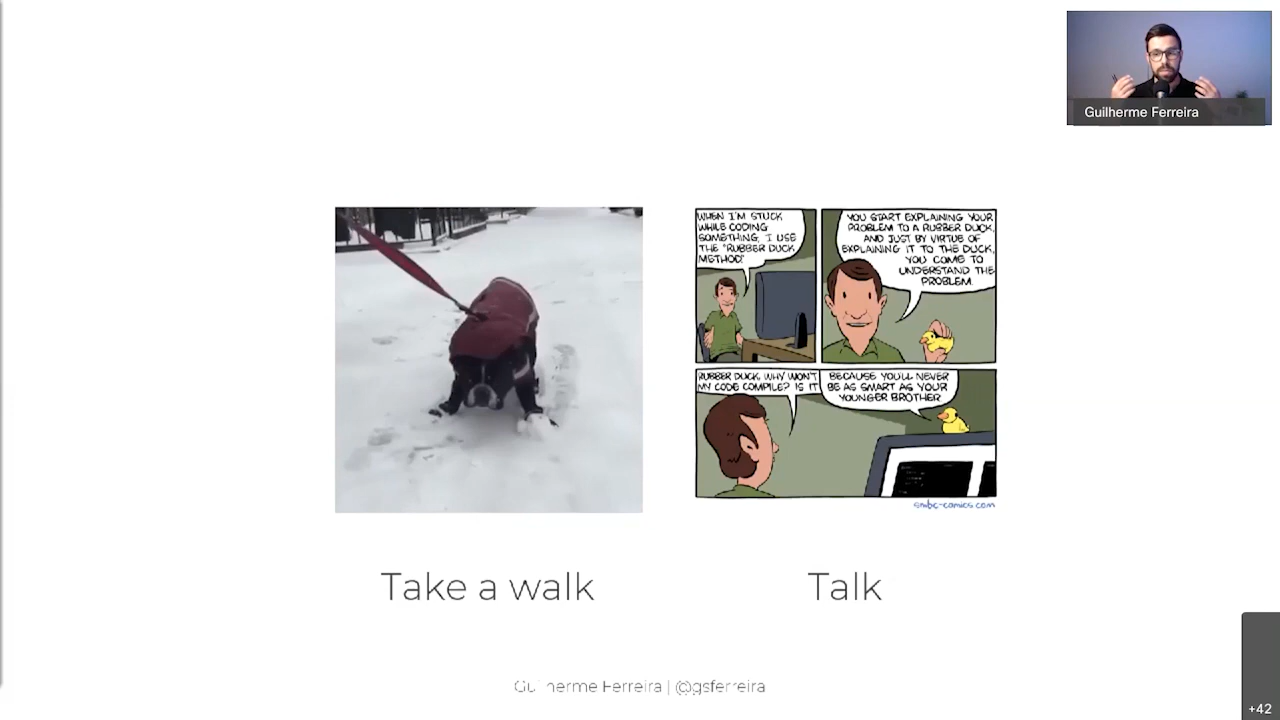 Guilherme Ferreira
WHEN I'M STUCK
WHILE CODING
SOMETHING, I USE
THE "RUBBER DUCK
METHOD".
YOU START EXPLAINING YOUR
PROBLEM TO A RUBBER DUCK,
AND JUST BY VIRTUE OF
EXPLAINING IT TO THE DUCK,
YOU COME TO
UNDERSTAND THE
PROBLEM.
RUBBER DUCK, WHY WON'T
MY CODE COMPILE? IS IT
BECAUSE YOU'LL NEVER
BE AS SMART AS YOUR
YOUNGER BROTHER
smbc-comics.com
Take a walk
Talk
Guilherme Ferreira | @gsferreira
+42